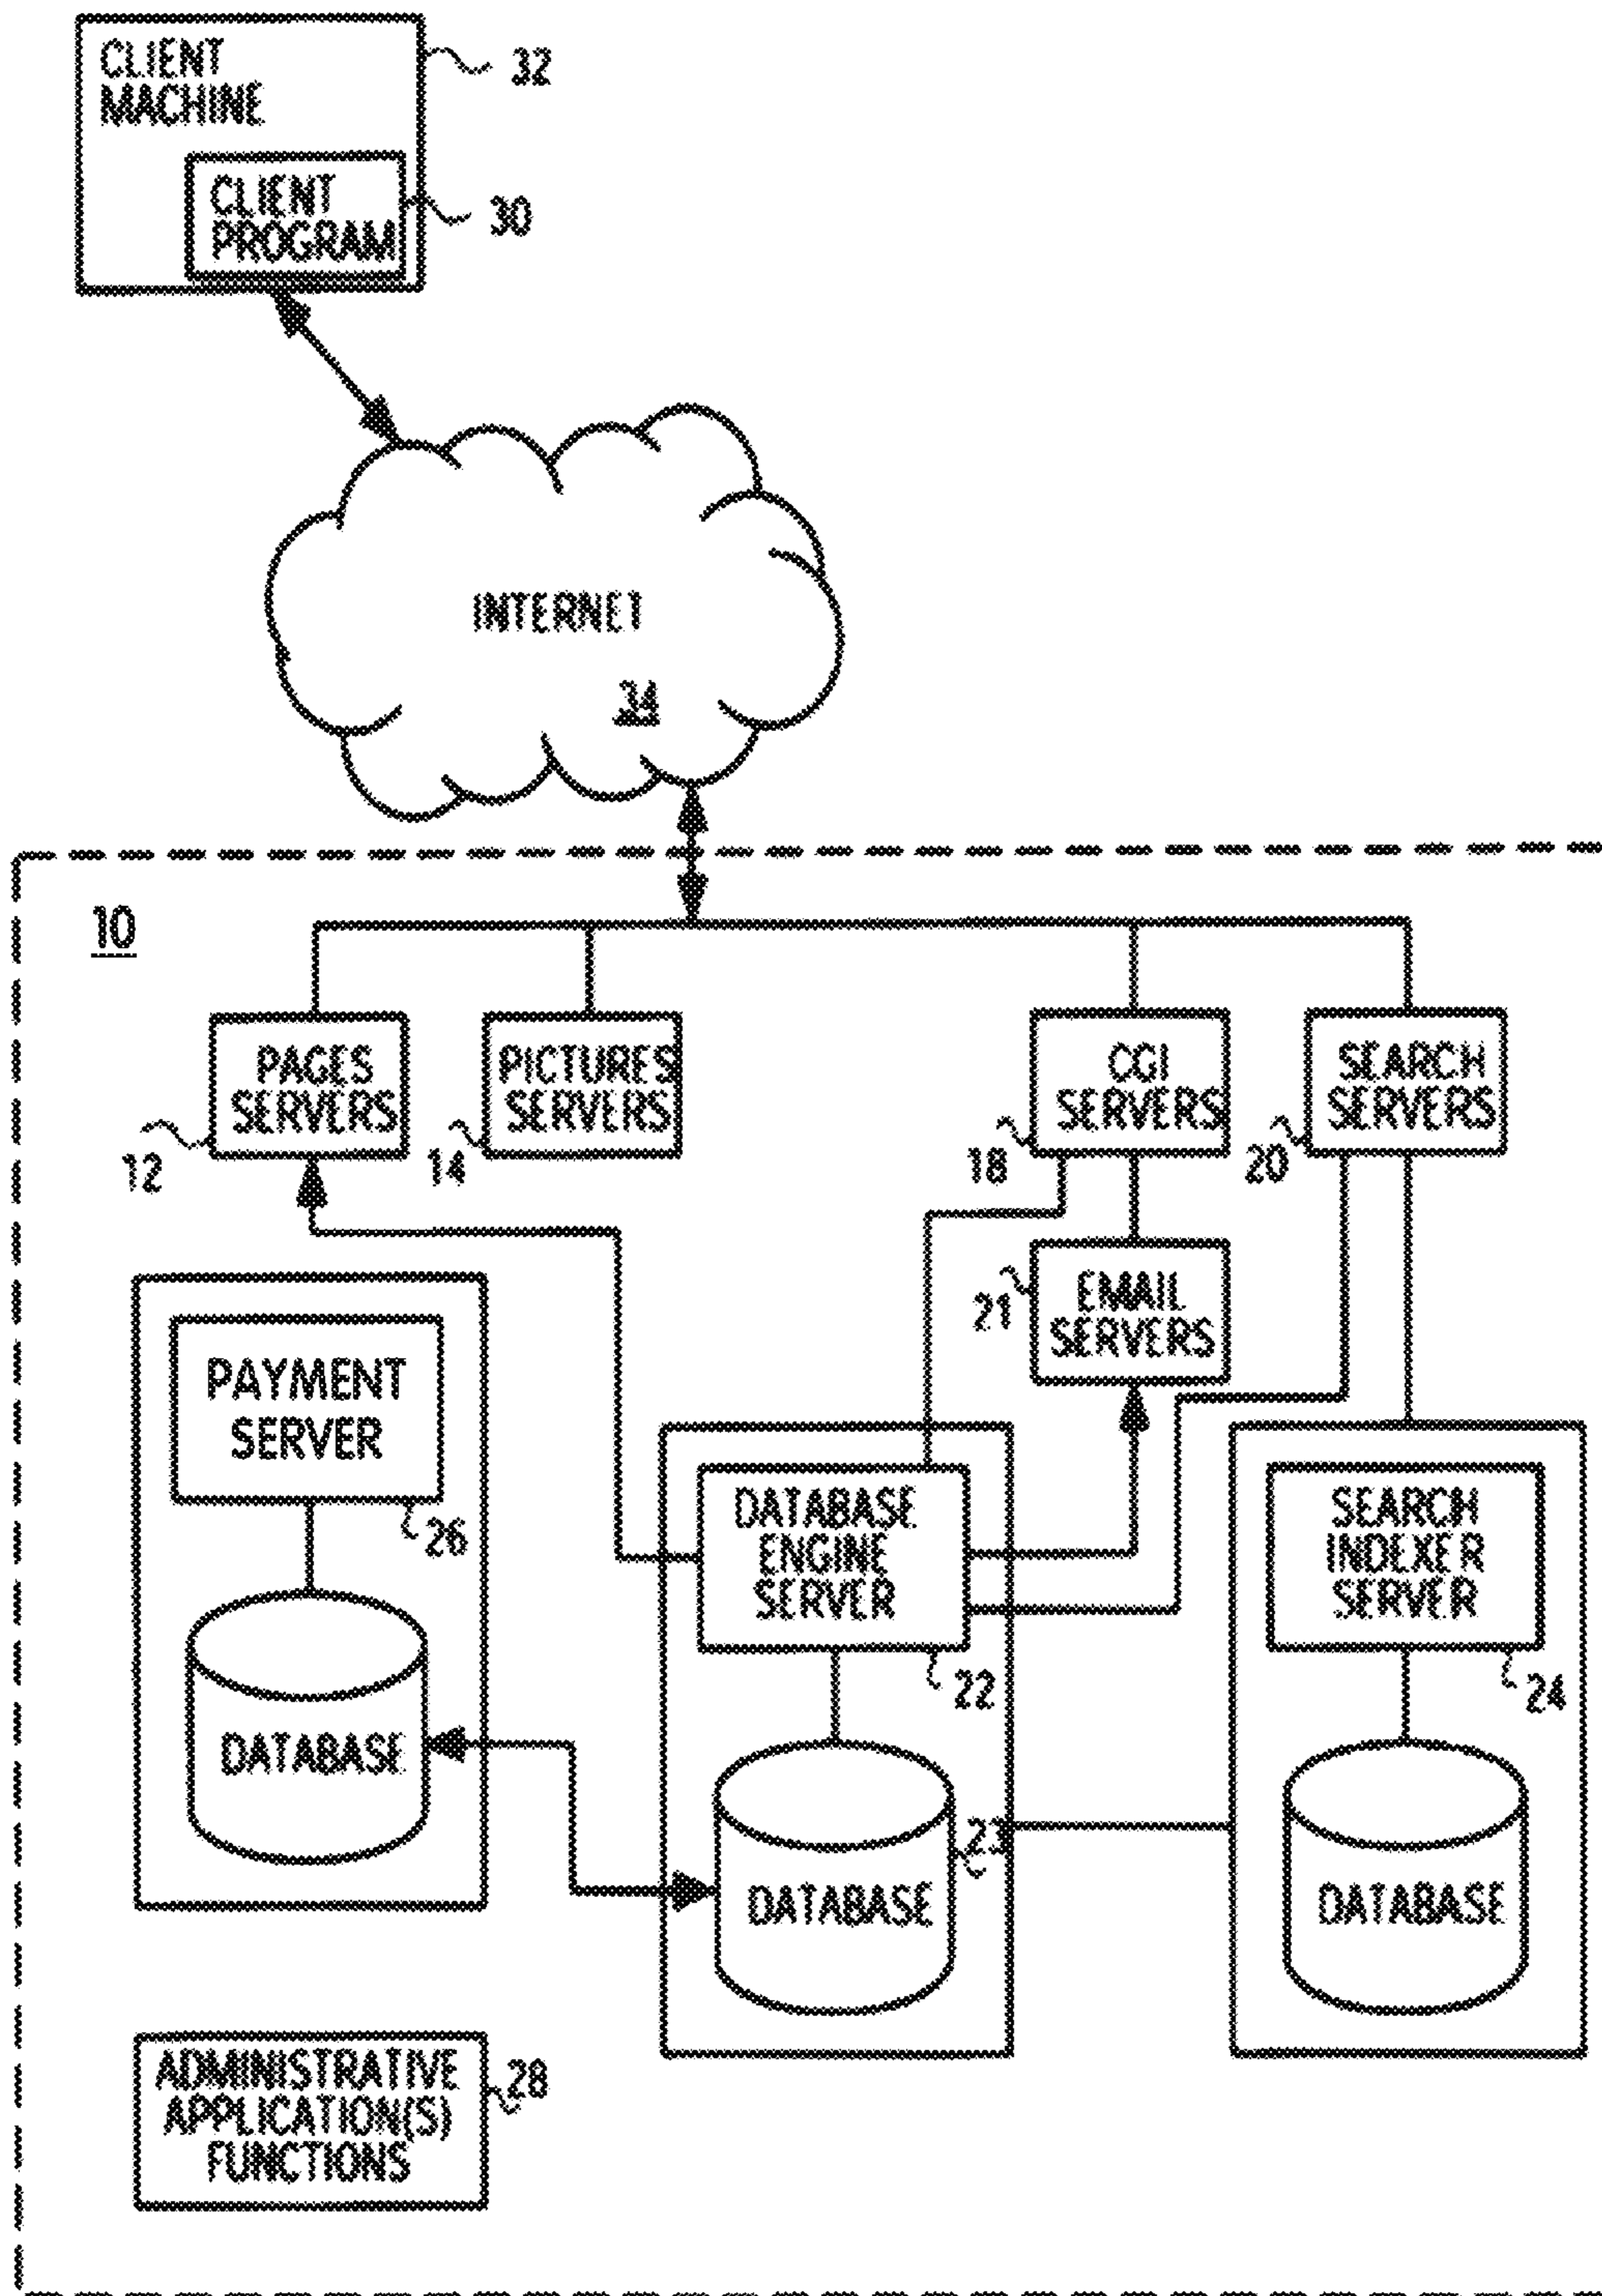 CLIENT
MACHINE
32
CLIENT
PROGRAM
30
INTERNET
34
10
PAGES
SERVERS
12
PICTURES
SERVERS
14
CGI
SERVERS
18
SEARCH
SERVERS
20
EMAIL
SERVERS
21
PAYMENT
SERVER
26
DATABASE
DATABASE
ENGINE
SERVER
22
23
DATABASE
SEARCH
INDEXER
SERVER
24
DATABASE
ADMINISTRATIVE
APPLICATION(S)
FUNCTIONS
28